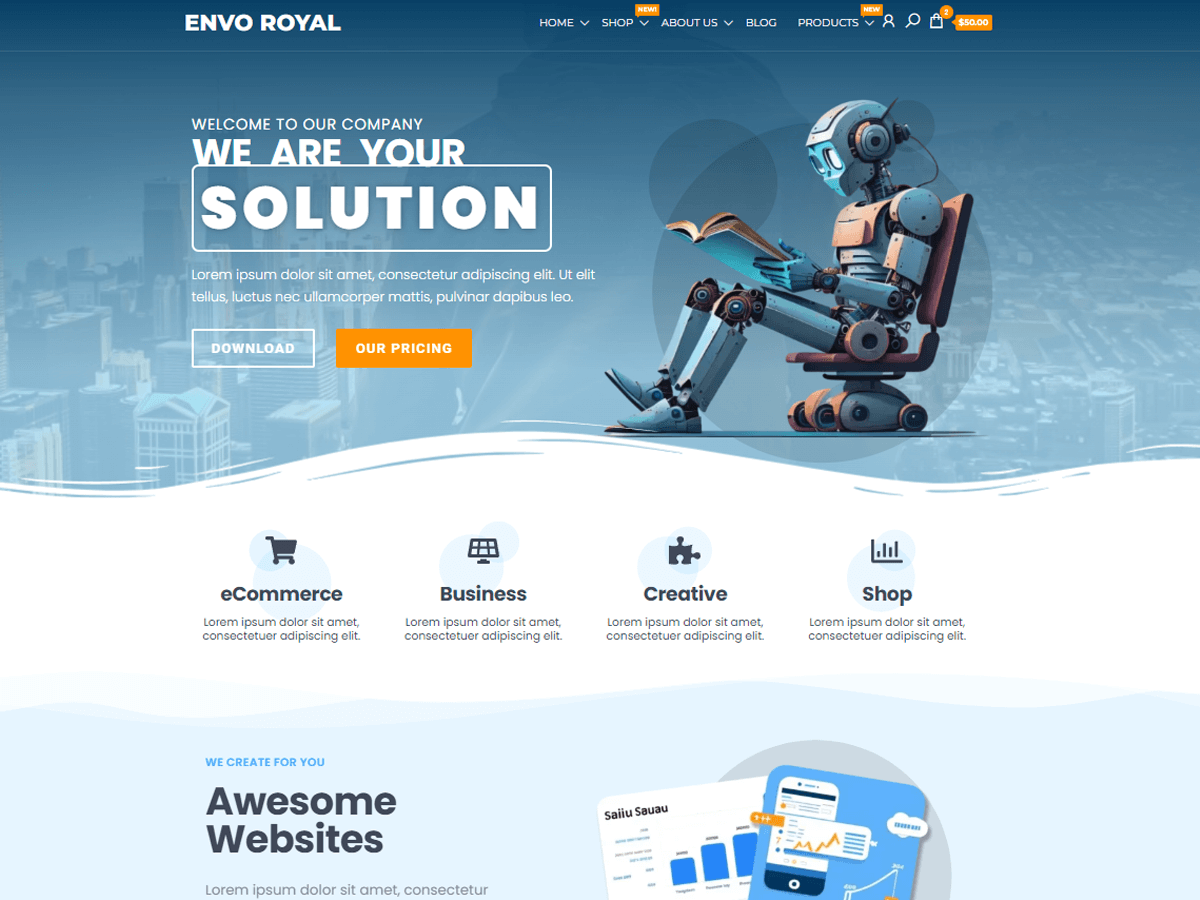 ENVO ROYAL
HOME
SHOP
NEW!
ABOUT US
BLOG
PRODUCTS
NEW
2
$50.00
WELCOME TO OUR COMPANY
WE ARE YOUR
SOLUTION
Lorem ipsum dolor sit amet, consectetur adipiscing elit. Ut elit
tellus, luctus nec ullamcorper mattis, pulvinar dapibus leo.
DOWNLOAD
OUR PRICING
eCommerce
Lorem ipsum dolor sit amet,
consectetuer adipiscing elit.
Business
Lorem ipsum dolor sit amet,
consectetuer adipiscing elit.
Creative
Lorem ipsum dolor sit amet,
consectetuer adipiscing elit.
Shop
Lorem ipsum dolor sit amet,
consectetuer adipiscing elit.
WE CREATE FOR YOU
Awesome
Websites
Lorem ipsum dolor sit amet, consectetur